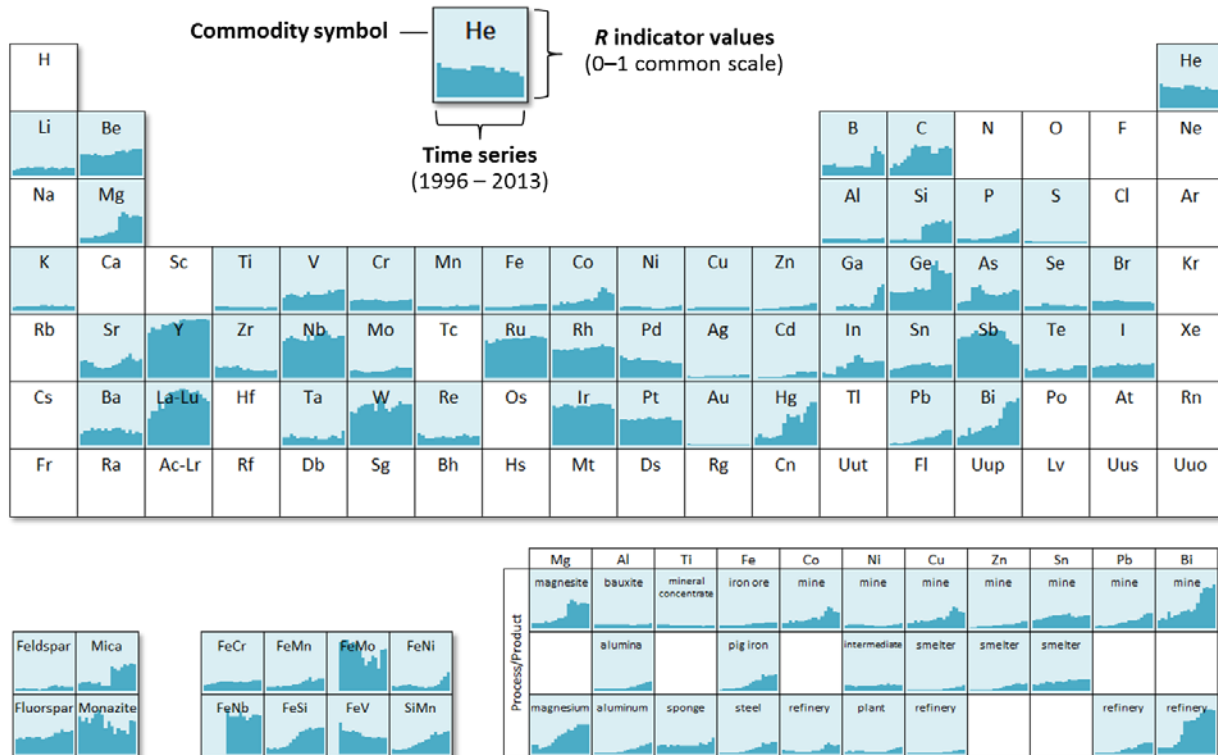 Commodity symbol
He
R indicator values
(0–1 common scale)
Time series
(1996 – 2013)
H He
Li Be B C N O F Ne
Na Mg Al Si P S Cl Ar
K Ca Sc Ti V Cr Mn Fe Co Ni Cu Zn Ga Ge As Se Br Kr
Rb Sr Y Zr Nb Mo Tc Ru Rh Pd Ag Cd In Sn Sb Te I Xe
Cs Ba La-Lu Hf Ta W Re Os Ir Pt Au Hg Tl Pb Bi Po At Rn
Fr Ra Ac-Lr Rf Db Sg Bh Hs Mt Ds Rg Cn Uut Fl Uup Lv Uus Uuo
Feldspar Mica
Fluorspar Monazite
FeCr FeMn FeMo FeNi
FeNb FeSi FeV SiMn
Process/Product
Mg Al Ti Fe Co Ni Cu Zn Sn Pb Bi
magnesite bauxite mineral concentrate iron ore mine mine mine mine mine mine mine
alumina pig iron intermediate smelter smelter smelter
magnesium aluminum sponge steel refinery plant refinery refinery refinery